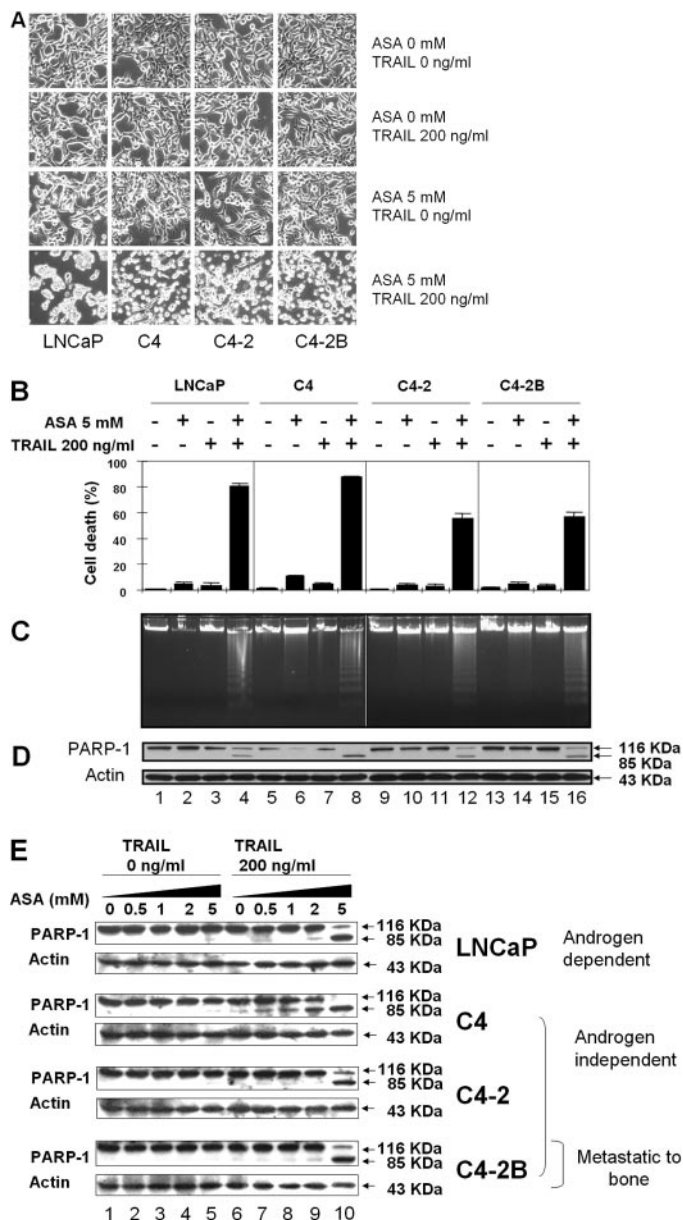 A
ASA 0 mM
TRAIL 0 ng/ml
ASA 0 mM
TRAIL 200 ng/ml
ASA 5 mM
TRAIL 0 ng/ml
ASA 5 mM
TRAIL 200 ng/ml
LNCaP C4 C4-2 C4-2B
B
LNCaP C4 C4-2 C4-2B
ASA 5 mM - + - + - + - + - + - + - + - +
TRAIL 200 ng/ml - - + + - - + + - - + + - - + +
Cell death (%)
100
80
60
40
20
0
C
D
PARP-1 116 KDa
85 KDa
Actin 43 KDa
1 2 3 4 5 6 7 8 9 10 11 12 13 14 15 16
E
TRAIL TRAIL
0 ng/ml 200 ng/ml
ASA (mM) 0 0.5 1 2 5 0 0.5 1 2 5
PARP-1 116 KDa
85 KDa
Actin 43 KDa
LNCaP
Androgen
dependent
PARP-1 116 KDa
85 KDa
Actin 43 KDa
C4
PARP-1 116 KDa
85 KDa
Actin 43 KDa
C4-2
Androgen
independent
PARP-1 116 KDa
85 KDa
Actin 43 KDa
C4-2B
Metastatic to
bone
1 2 3 4 5 6 7 8 9 10